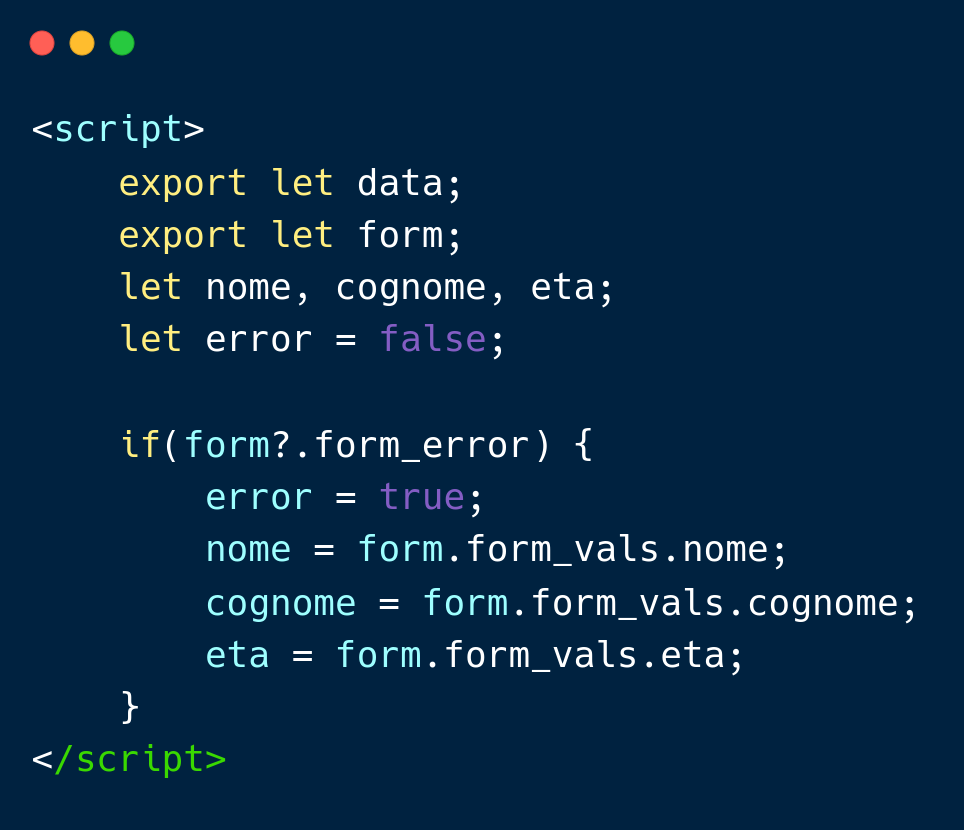 <script>
    export let data;
    export let form;
    let nome, cognome, eta;
    let error = false;

    if(form?.form_error) {
        error = true;
        nome = form.form_vals.nome;
        cognome = form.form_vals.cognome;
        eta = form.form_vals.eta;
    }
</script>